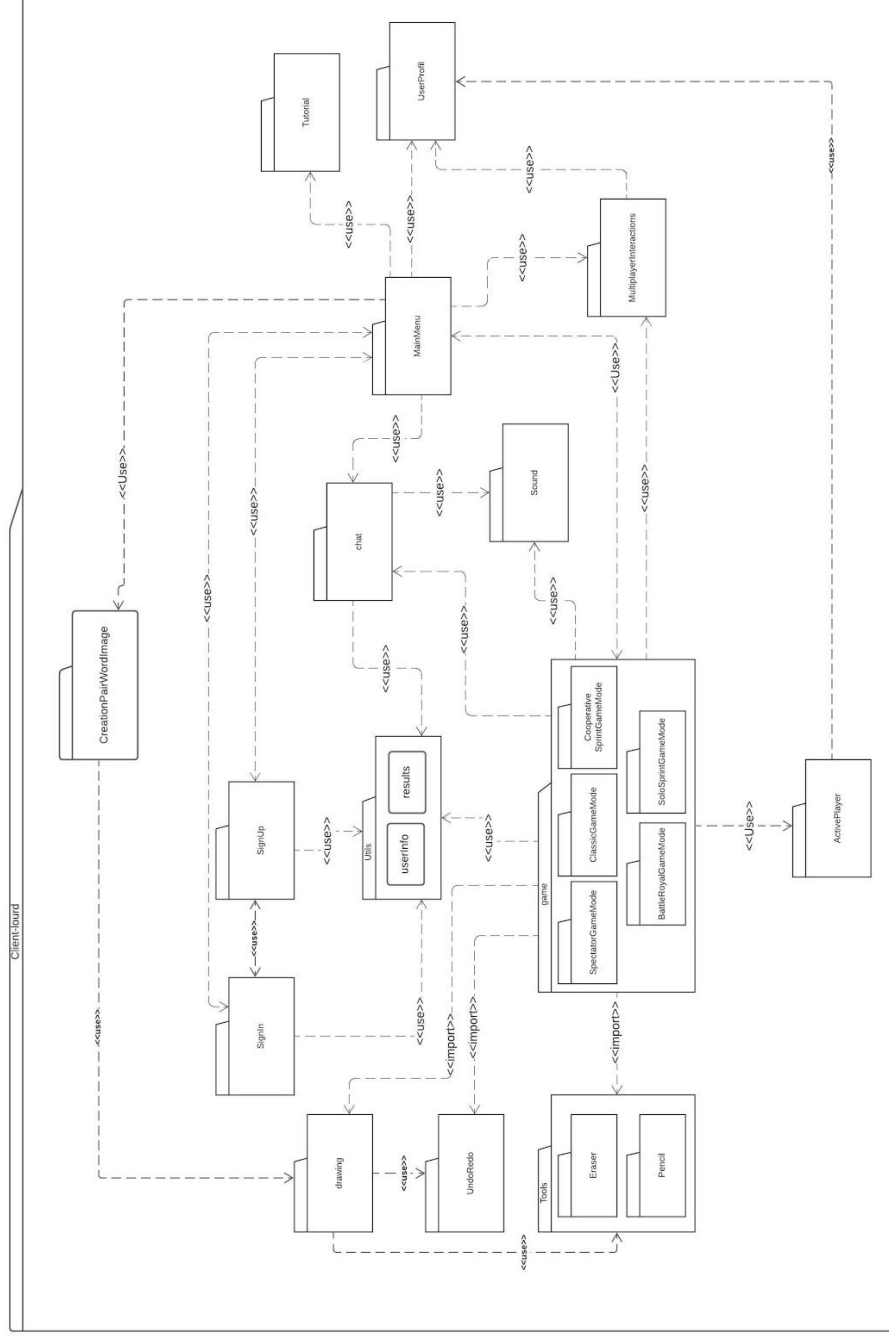 Client-lourd
<<use>>
CreationPairWordImage
<<Use>>
<<use>>
<<use>>
<<use>>
SignIn
SignUp
Tutorial
<<use>>
drawing
<<use>>
chat
Utils
<<use>>
<<use>>
userInfo
results
<<use>>
<<use>>
MainMenu
UserProfil
<<use>>
<<use>>
<<import>>
UndoRedo
<<import>>
<<use>>
<<use>>
<<use>>
<<use>>
Sound
<<use>>
Tools
game
<<use>>
Eraser
SpectatorGameMode
ClassicGameMode
Cooperative
SprintGameMode
<<import>>
<<Use>>
MultiplayerInteractions
<<use>>
Pencil
BattleRoyalGameMode
SoloSprintGameMode
<<Use>>
ActivePlayer
<<use>>